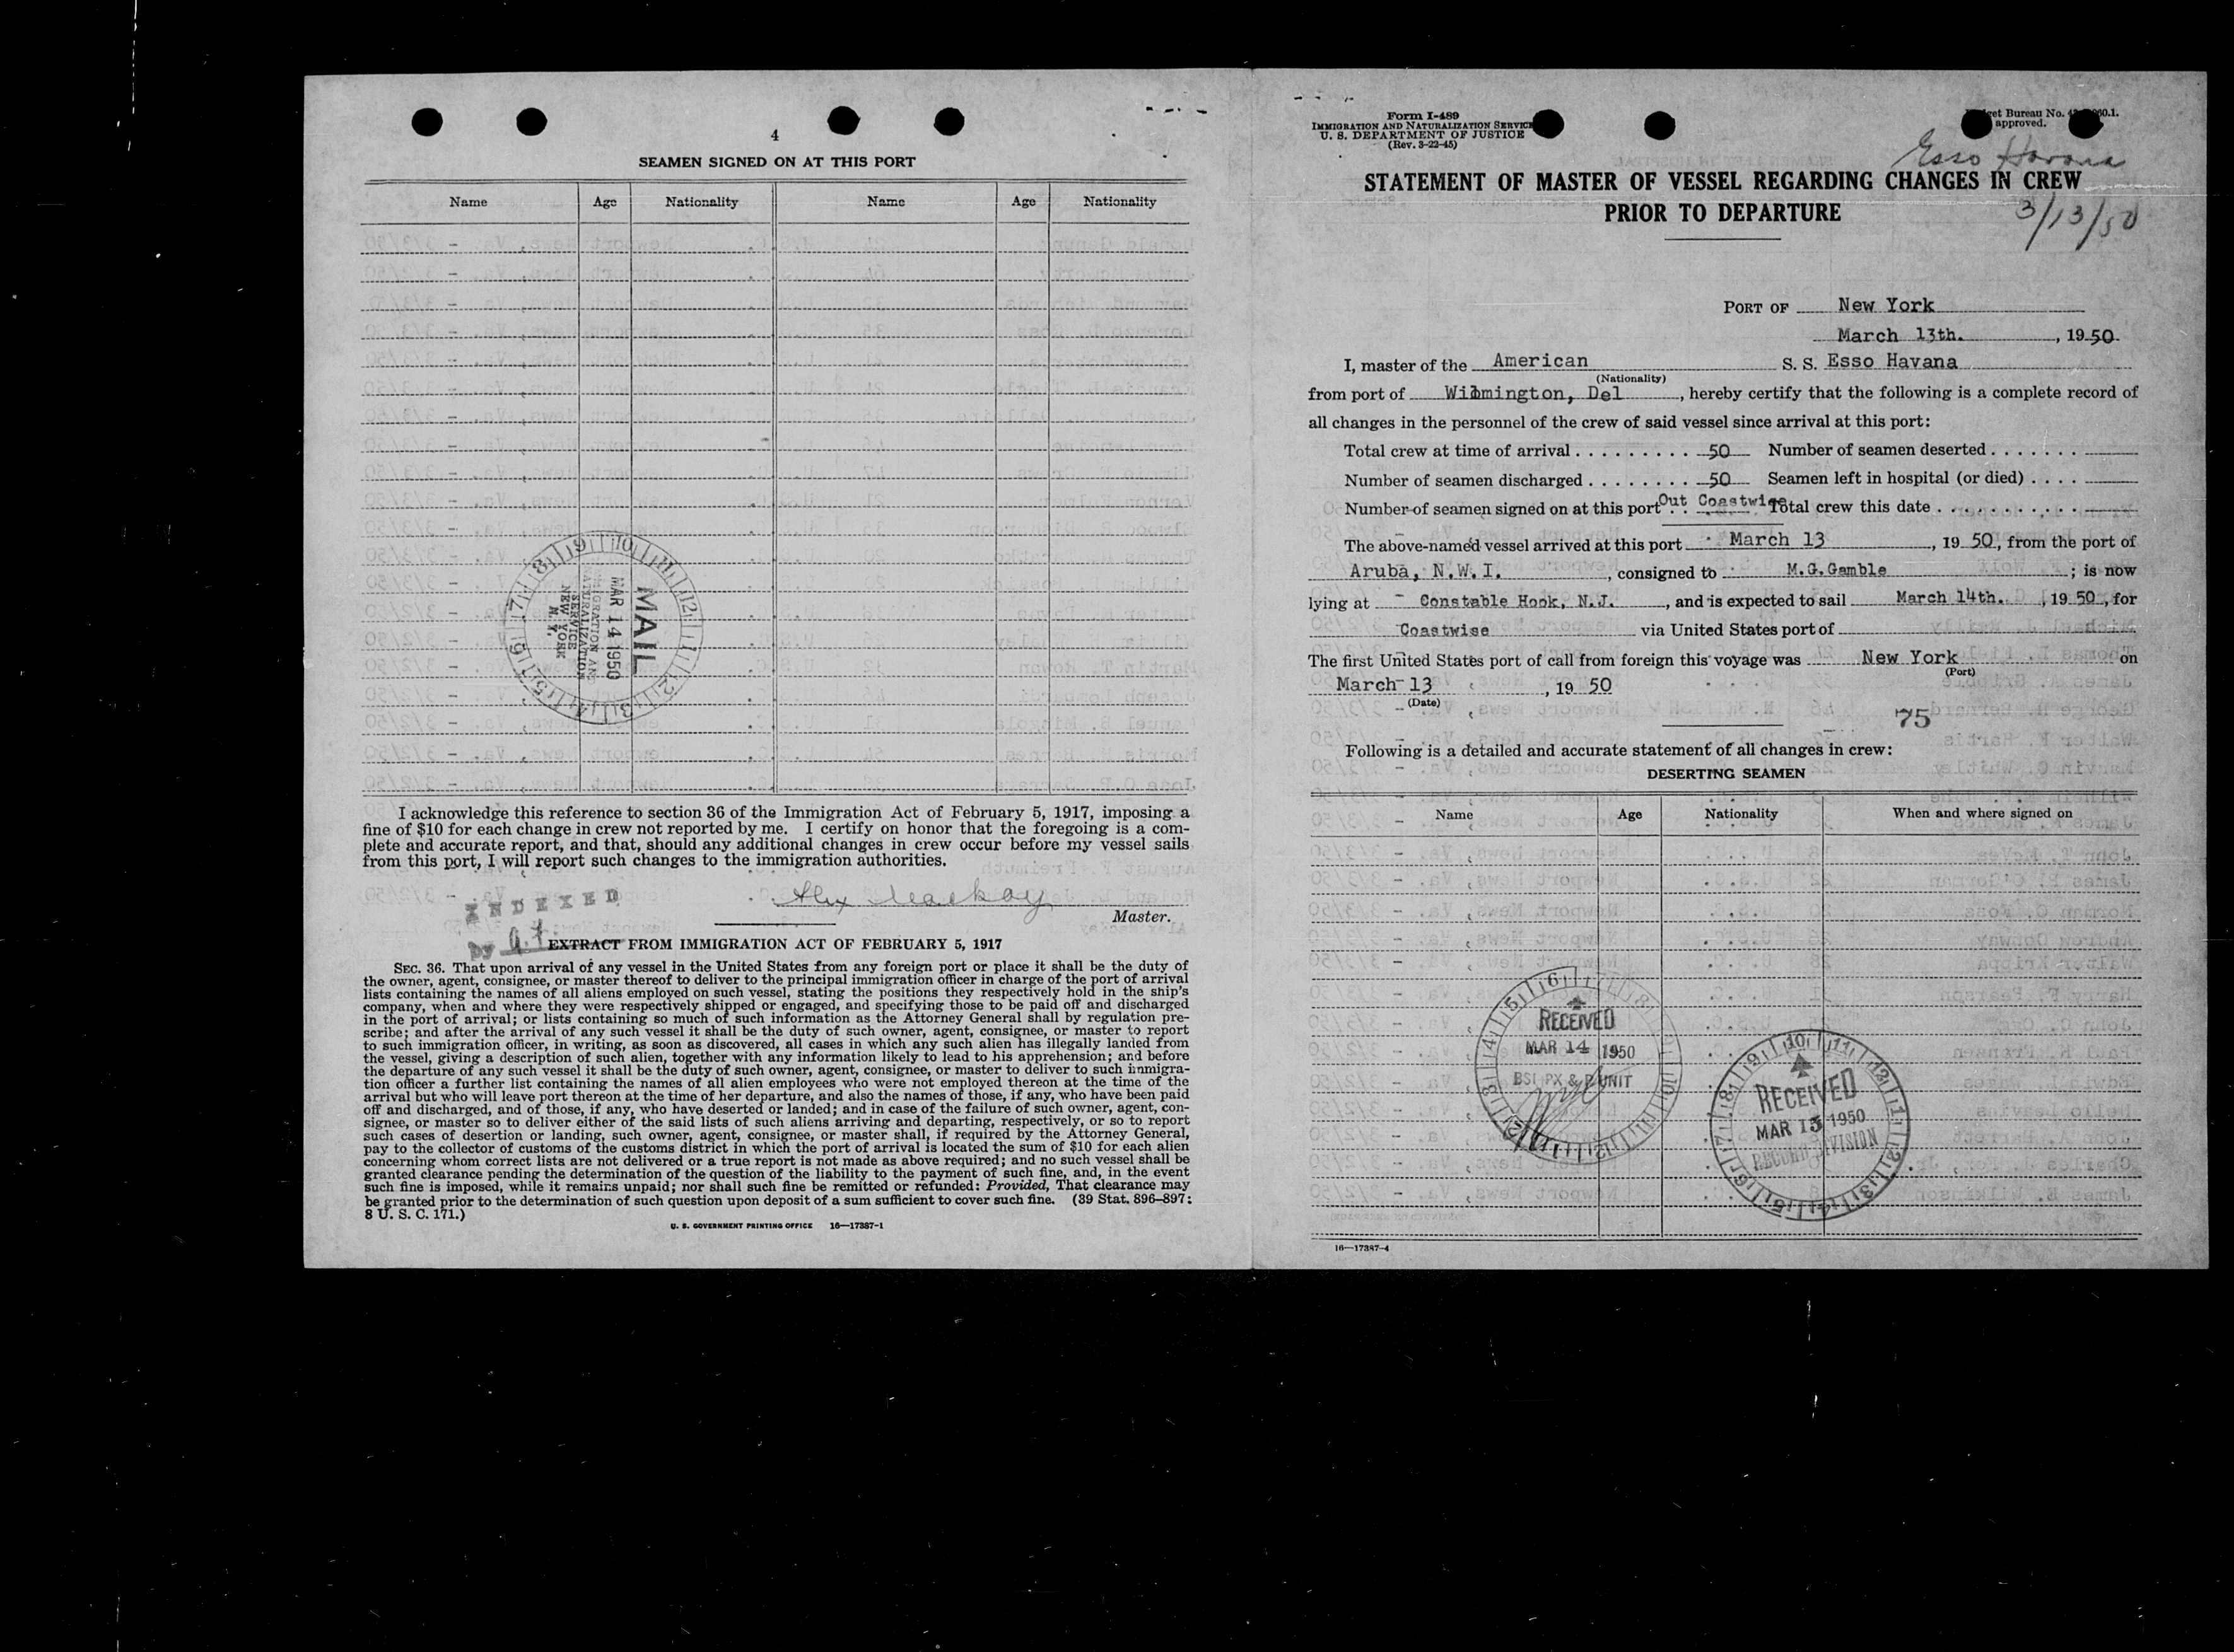 4
SEAMEN SIGNED ON AT THIS PORT
Name Age Nationality Name Age Nationality
MAIL
MAR 14 1950
IMMIGRATION AND
NATURALIZATION
SERVICE
NEW YORK
N. Y.
I acknowledge this reference to section 36 of the Immigration Act of February 5, 1917, imposing a
fine of $10 for each change in crew not reported by me. I certify on honor that the foregoing is a com-
plete and accurate report, and that, should any additional changes in crew occur before my vessel sails
from this port, I will report such changes to the immigration authorities.
INDEXED
Alex Mackay
Master.
by
EXTRACT FROM IMMIGRATION ACT OF FEBRUARY 5, 1917
SEC. 36. That upon arrival of any vessel in the United States from any foreign port or place it shall be the duty of
the owner, agent, consignee, or master thereof to deliver to the principal immigration officer in charge of the port of arrival
lists containing the names of all aliens employed on such vessel, stating the positions they respectively hold in the ship's
company, when and where they were respectively shipped or engaged, and specifying those to be paid off and discharged
in the port of arrival; or lists containing so much of such information as the Attorney General shall by regulation pre-
scribe; and after the arrival of any such vessel it shall be the duty of such owner, agent, consignee, or master to report
to such immigration officer, in writing, as soon as discovered, all cases in which any such alien has illegally landed from
the vessel, giving a description of such alien, together with any information likely to lead to his apprehension; and before
the departure of any such vessel it shall be the duty of such owner, agent, consignee, or master to deliver to such immigra-
tion officer a further list containing the names of all alien employees who were not employed thereon at the time of the
arrival but who will leave port thereon at the time of her departure, and also the names of those, if any, who have been paid
off and discharged, and of those, if any, who have deserted or landed; and in case of the failure of such owner, agent, con-
signee, or master so to deliver either of the said lists of such aliens arriving and departing, respectively, or so to report
such cases of desertion or landing, such owner, agent, consignee, or master shall, if required by the Attorney General,
pay to the collector of customs of the customs district in which the port of arrival is located the sum of $10 for each alien
concerning whom correct lists are not delivered or a true report is not made as above required; and no such vessel shall be
granted clearance pending the determination of the question of the liability to the payment of such fine, and, in the event
such fine is imposed, while it remains unpaid; nor shall such fine be remitted or refunded: Provided, That clearance may
be granted prior to the determination of such question upon deposit of a sum sufficient to cover such fine. (39 Stat. 896–897;
8 U. S. C. 171.)
U. S. GOVERNMENT PRINTING OFFICE 16—17387-1
Form I-489
IMMIGRATION AND NATURALIZATION SERVICE
U. S. DEPARTMENT OF JUSTICE
(Rev. 3-22-45)
Bureau No.
approved.
Esso Havana
STATEMENT OF MASTER OF VESSEL REGARDING CHANGES IN CREW
PRIOR TO DEPARTURE
3/13/50
PORT OF New York
March 13th. , 1950.
I, master of the American S. S. Esso Havana
(Nationality)
from port of Wilmington, Del , hereby certify that the following is a complete record of
all changes in the personnel of the crew of said vessel since arrival at this port:
Total crew at time of arrival . . . . . . . . . 50 Number of seamen deserted . . . . . . .
Number of seamen discharged . . . . . . . . 50 Seamen left in hospital (or died) . . . .
Number of seamen signed on at this port Out Coastwise Total crew this date . . . . . . . . . . .
The above-named vessel arrived at this port March 13 , 19 50, from the port of
Aruba, N.W.I. , consigned to M.G.Gamble ; is now
lying at Constable Hook, N.J. , and is expected to sail March 14th. , 19 50, for
Coastwise via United States port of
The first United States port of call from foreign this voyage was New York on
(Port)
March 13 , 19 50
(Date)
75
Following is a detailed and accurate statement of all changes in crew:
DESERTING SEAMEN
Name Age Nationality When and where signed on
RECEIVED
MAR 14 1950
BSI PX & P UNIT
RECEIVED
MAR 15 1950
RECORD DIVISION
16—17387-4